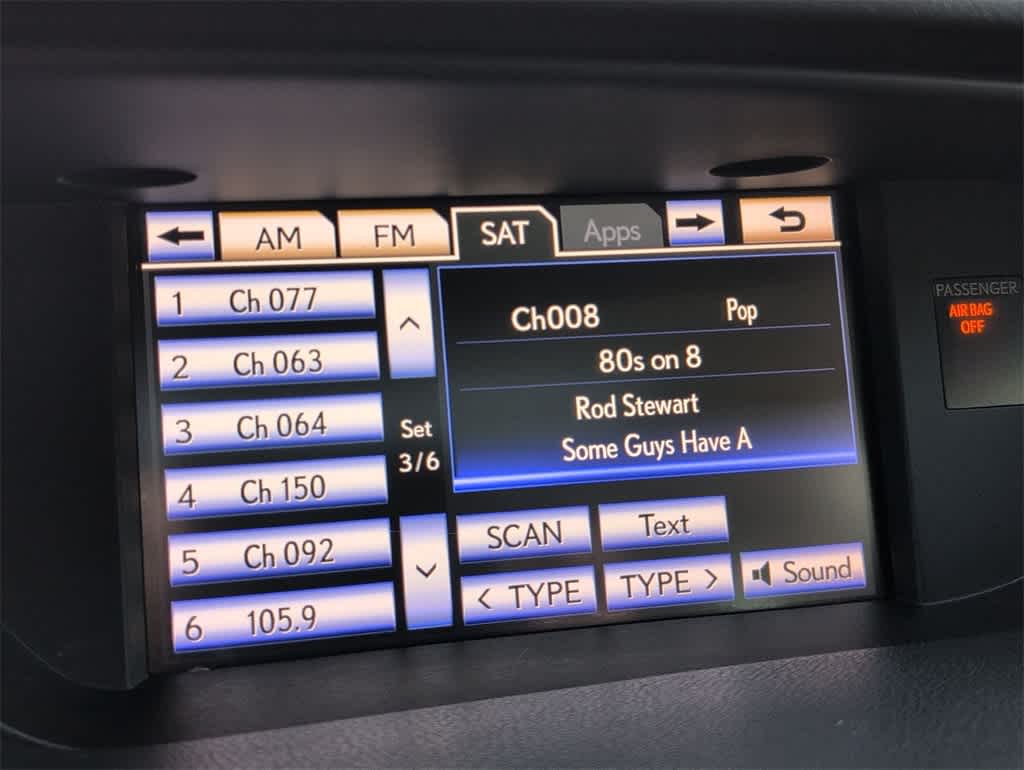 AM FM SAT Apps
1 Ch 077
2 Ch 063
3 Ch 064
4 Ch 150
5 Ch 092
6 105.9
Set
3/6
Ch008 Pop
80s on 8
Rod Stewart
Some Guys Have A
SCAN Text
< TYPE TYPE > Sound
PASSENGER
AIR BAG
OFF